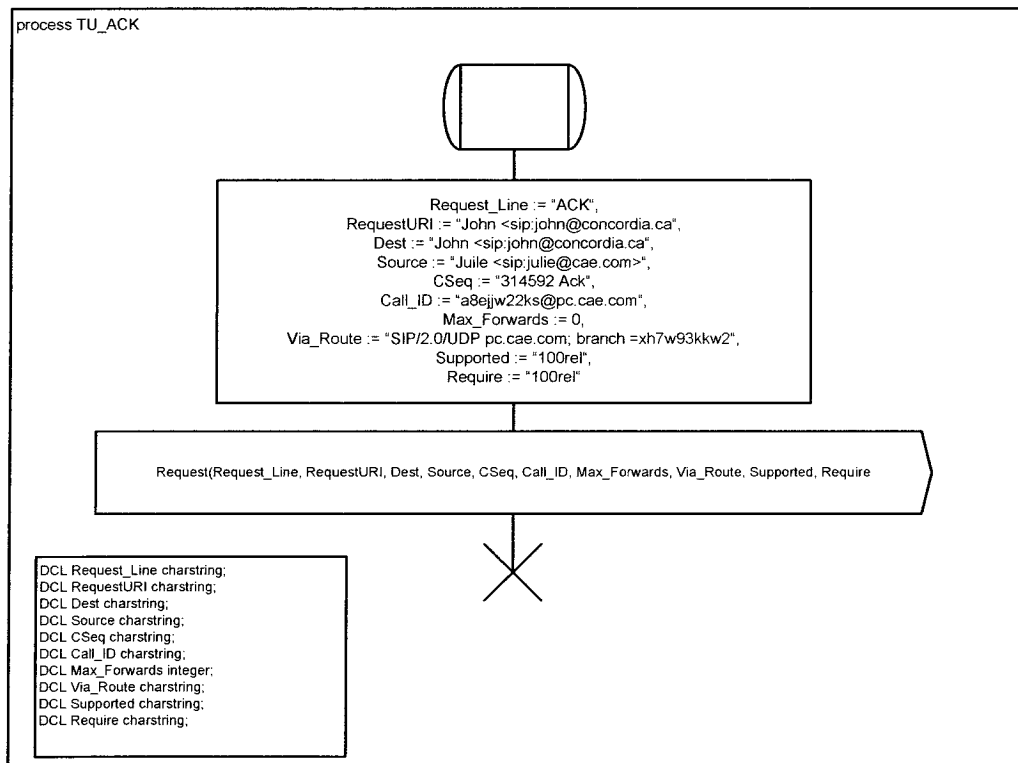 process TU_ACK
Request_Line := "ACK",
RequestURI := "John <sip:john@concordia.ca",
Dest := "John <sip:john@concordia.ca",
Source := "Juile <sip:julie@cae.com>",
CSeq := "314592 Ack",
Call_ID := "a8ejjw22ks@pc.cae.com",
Max_Forwards := 0,
Via_Route := "SIP/2.0/UDP pc.cae.com; branch =xh7w93kkw2",
Supported := "100rel",
Require := "100rel"
Request(Request_Line, RequestURI, Dest, Source, CSeq, Call_ID, Max_Forwards, Via_Route, Supported, Require
DCL Request_Line charstring;
DCL RequestURI charstring;
DCL Dest charstring;
DCL Source charstring;
DCL CSeq charstring;
DCL Call_ID charstring;
DCL Max_Forwards integer;
DCL Via_Route charstring;
DCL Supported charstring;
DCL Require charstring;